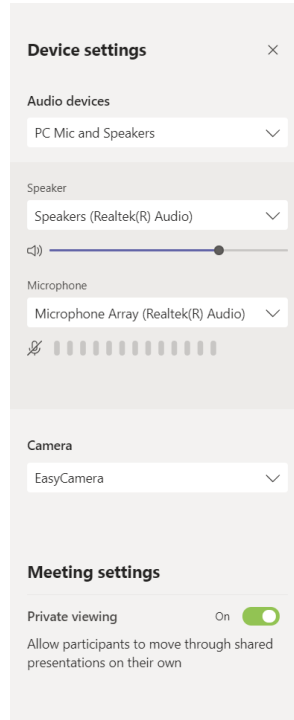 Device settings
Audio devices
PC Mic and Speakers
Speaker
Speakers (Realtek(R) Audio)
Microphone
Microphone Array (Realtek(R) Audio)
Camera
EasyCamera
Meeting settings
Private viewing On
Allow participants to move through shared
presentations on their own